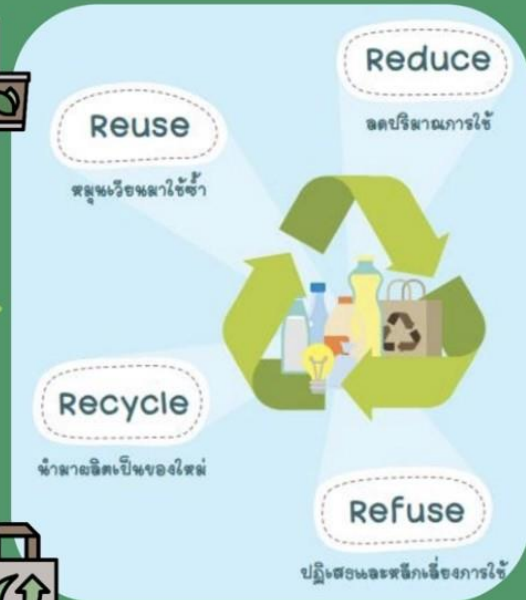 Reduce
ลดปริมาณการใช้
Reuse
หมุนเวียนมาใช้ซ้ำ
Recycle
นำมาผลิตเป็นของใหม่
Refuse
ปฏิเสธและหลีกเลี่ยงการใช้